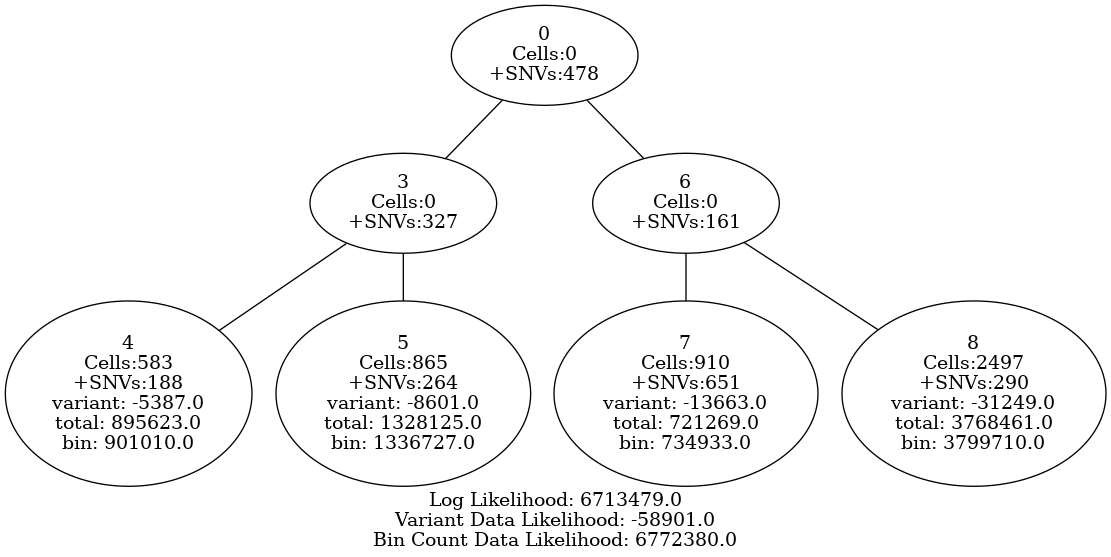 0
Cells:0
+SNVs:478
3
Cells:0
+SNVs:327
6
Cells:0
+SNVs:161
4
Cells:583
+SNVs:188
variant: -5387.0
total: 895623.0
bin: 901010.0
5
Cells:865
+SNVs:264
variant: -8601.0
total: 1328125.0
bin: 1336727.0
7
Cells:910
+SNVs:651
variant: -13663.0
total: 721269.0
bin: 734933.0
8
Cells:2497
+SNVs:290
variant: -31249.0
total: 3768461.0
bin: 3799710.0
Log Likelihood: 6713479.0
Variant Data Likelihood: -58901.0
Bin Count Data Likelihood: 6772380.0